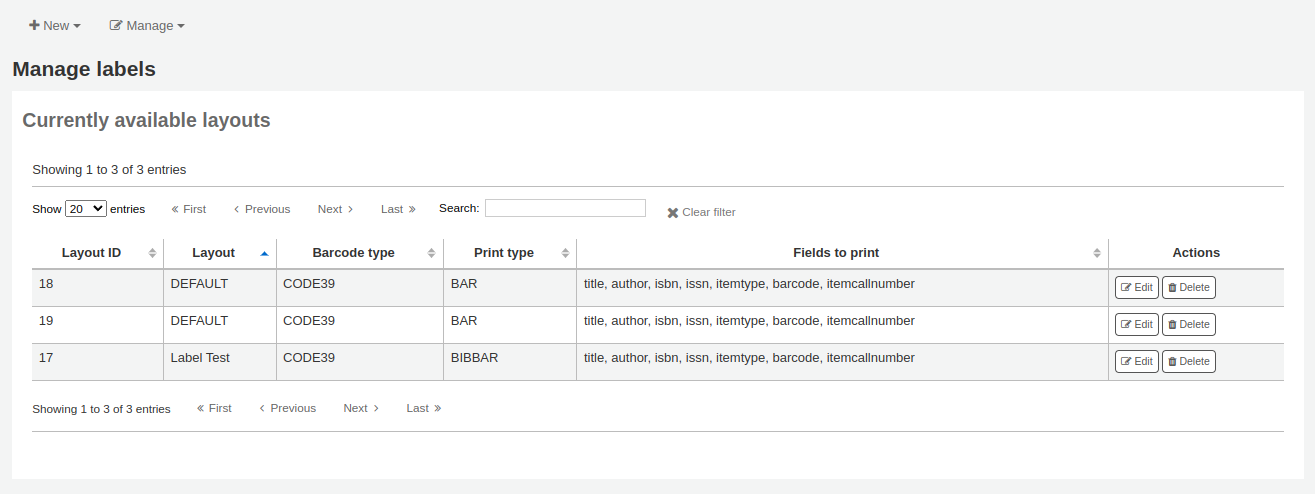 New Manage
Manage labels
Currently available layouts
Showing 1 to 3 of 3 entries
Show 20 entries First Previous Next Last Search: Clear filter
Layout ID Layout Barcode type Print type Fields to print Actions
18 DEFAULT CODE39 BAR title, author, isbn, issn, itemtype, barcode, itemcallnumber Edit Delete
19 DEFAULT CODE39 BAR title, author, isbn, issn, itemtype, barcode, itemcallnumber Edit Delete
17 Label Test CODE39 BIBBAR title, author, isbn, issn, itemtype, barcode, itemcallnumber Edit Delete
Showing 1 to 3 of 3 entries First Previous Next Last